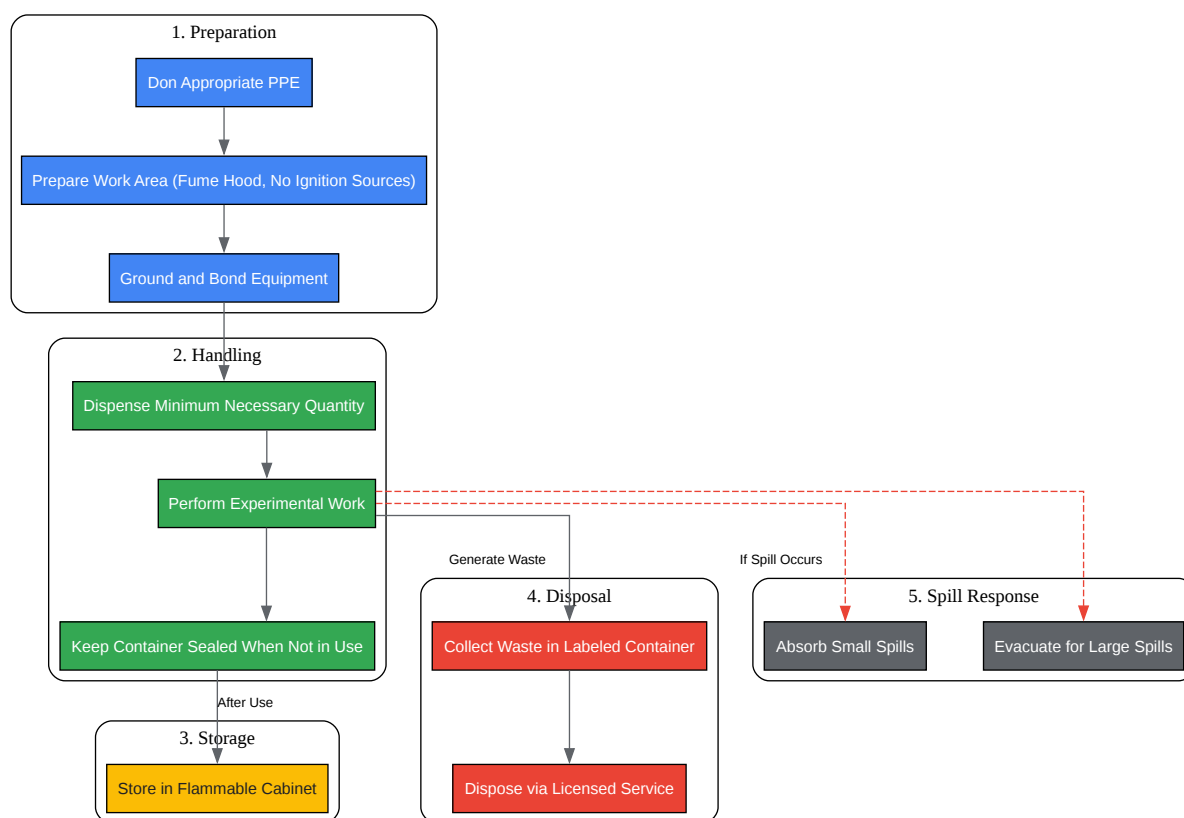 1. Preparation
Don Appropriate PPE
Prepare Work Area (Fume Hood, No Ignition Sources)
Ground and Bond Equipment
2. Handling
Dispense Minimum Necessary Quantity
Perform Experimental Work
Generate Waste
If Spill Occurs
4. Disposal
5. Spill Response
Keep Container Sealed When Not in Use
Collect Waste in Labeled Container
Absorb Small Spills
Evacuate for Large Spills
After Use
3. Storage
Store in Flammable Cabinet
Dispose via Licensed Service